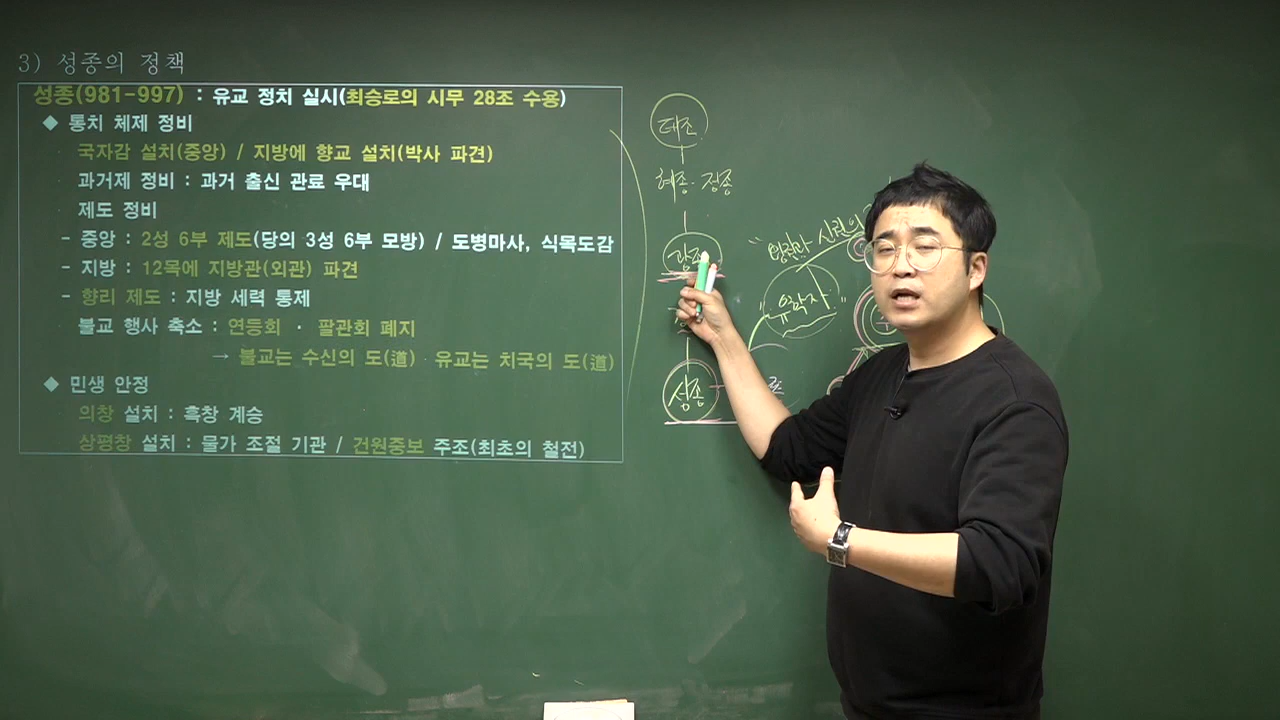 3) 성종의 정책
성종(981-997) : 유교 정치 실시(최승로의 시무 28조 수용)
◆ 통치 체제 정비
국자감 설치(중앙) / 지방에 향교 설치(박사 파견)
과거제 정비 : 과거 출신 관료 우대
제도 정비
- 중앙 : 2성 6부 제도(당의 3성 6부 모방) / 도병마사, 식목도감
- 지방 : 12목에 지방관(외관) 파견
- 향리 제도 : 지방 세력 통제
불교 행사 축소 : 연등회 · 팔관회 폐지
→ 불교는 수신의 도(道) 유교는 치국의 도(道)
◆ 민생 안정
의창 설치 : 흑창 계승
상평창 설치 : 물가 조절 기관 / 건원중보 주조(최초의 철전)
태조
혜종·정종
광종
성종
"유학자"